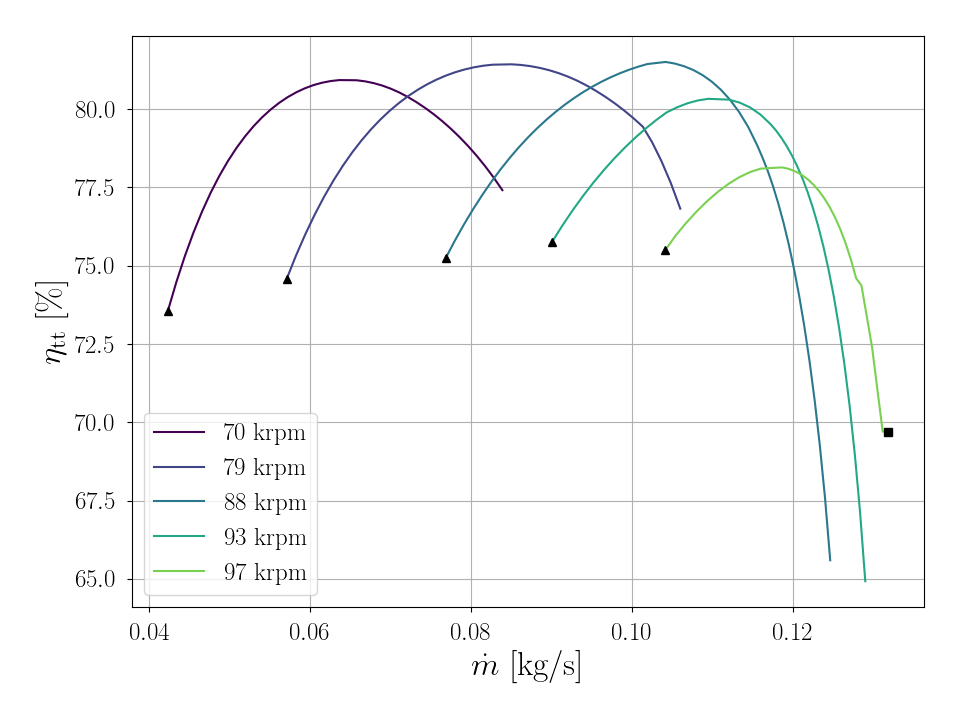 80.0
77.5
75.0
72.5
70.0
67.5
65.0
η_tt [%]
70 krpm
79 krpm
88 krpm
93 krpm
97 krpm
0.04 0.06 0.08 0.10 0.12
ṁ [kg/s]